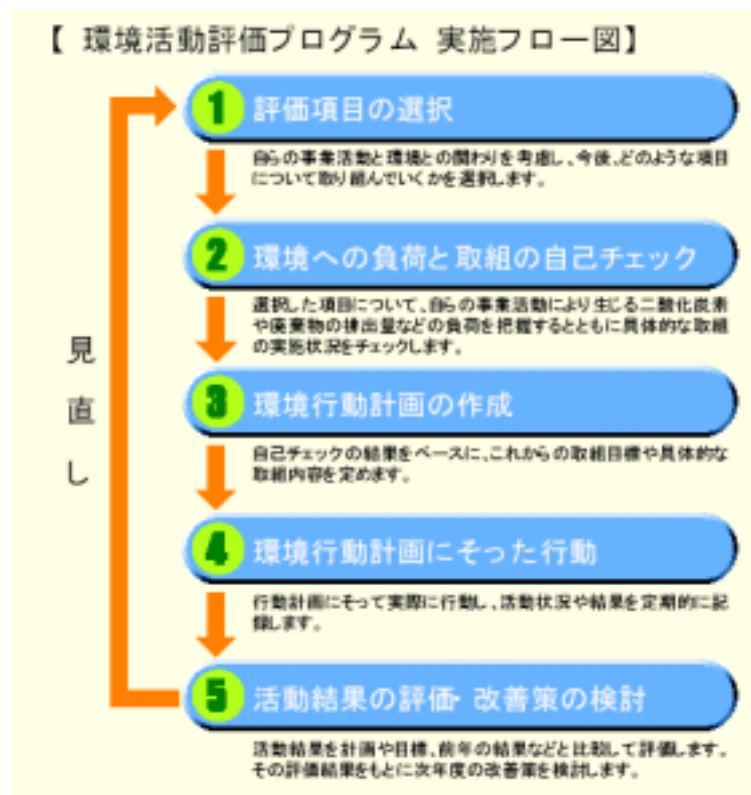 【 環境活動評価プログラム 実施フロー図】
1 評価項目の選択
自らの事業活動と環境との関わりを考慮し、今後、どのような項目
について取り組んでいくかを選択します。
2 環境への負荷と取組の自己チェック
選択した項目について、自らの事業活動により生じる二酸化炭素
や廃棄物の排出量などの負荷を把握するとともに具体的な取組
の実施状況をチェックします。
3 環境行動計画の作成
自己チェックの結果をベースに、これからの取組目標や具体的な
取組内容を定めます。
4 環境行動計画にそった行動
行動計画にそって実際に行動し、活動状況や結果を定期的に記
録します。
5 活動結果の評価・改善策の検討
活動結果を計画や目標、前年の結果などと比較して評価します。
その評価結果をもとに次年度の改善策を検討します。
見直し